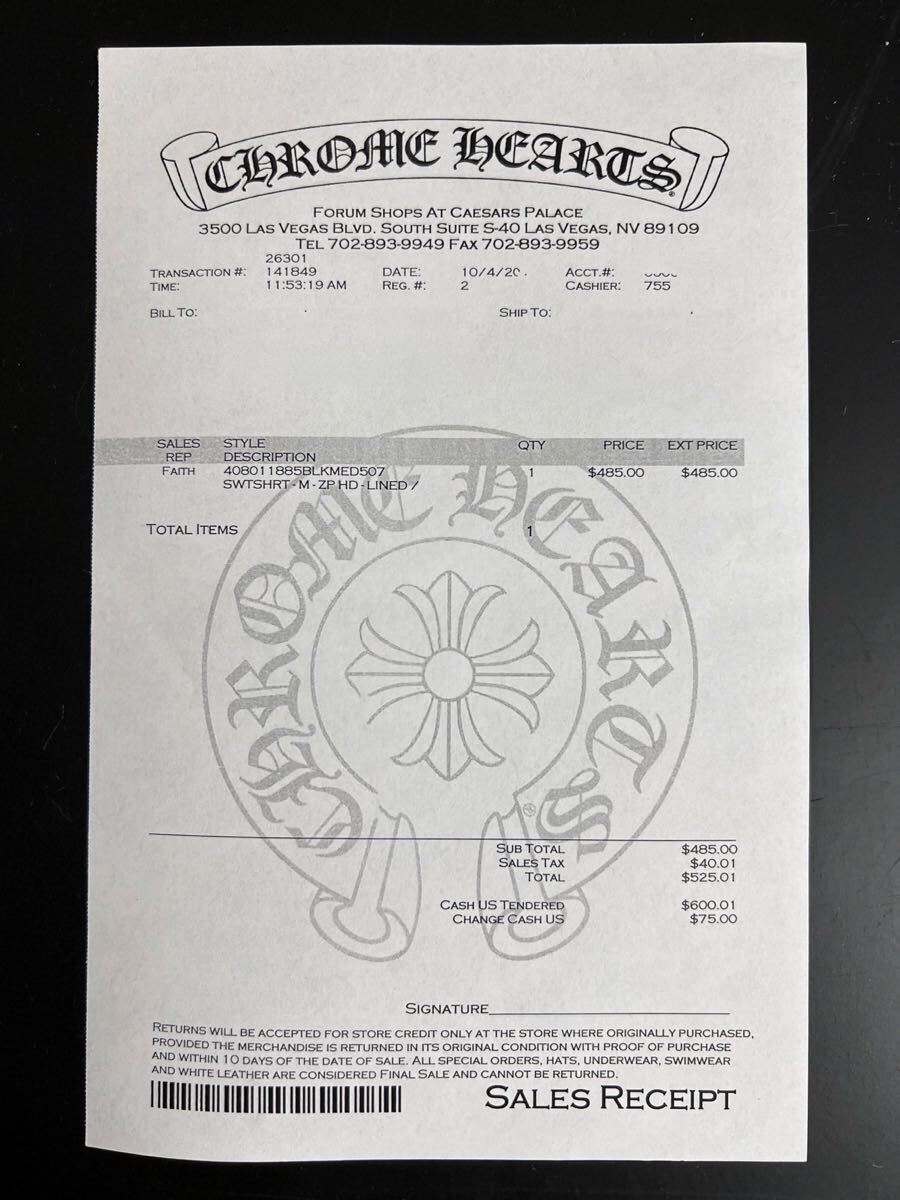 CHROME HEARTS®
FORUM SHOPS AT CAESARS PALACE
3500 LAS VEGAS BLVD. SOUTH SUITE S-40 LAS VEGAS, NV 89109
TEL 702-893-9949 FAX 702-893-9959
26301
TRANSACTION #: 141849 DATE: 10/4/20 ACCT.#:
TIME: 11:53:19 AM REG. #: 2 CASHIER: 755
BILL TO: SHIP TO:
SALES STYLE QTY PRICE EXT PRICE
REP DESCRIPTION
FAITH 408011885BLKMED507 1 $485.00 $485.00
SWTSHRT - M - ZP HD - LINED /
TOTAL ITEMS 1
CHROME HEARTS
SUB TOTAL $485.00
SALES TAX $40.01
TOTAL $525.01
CASH US TENDERED $600.01
CHANGE CASH US $75.00
SIGNATURE
RETURNS WILL BE ACCEPTED FOR STORE CREDIT ONLY AT THE STORE WHERE ORIGINALLY PURCHASED,
PROVIDED THE MERCHANDISE IS RETURNED IN ITS ORIGINAL CONDITION WITH PROOF OF PURCHASE
AND WITHIN 10 DAYS OF THE DATE OF SALE. ALL SPECIAL ORDERS, HATS, UNDERWEAR, SWIMWEAR
AND WHITE LEATHER ARE CONSIDERED FINAL SALE AND CANNOT BE RETURNED.
SALES RECEIPT